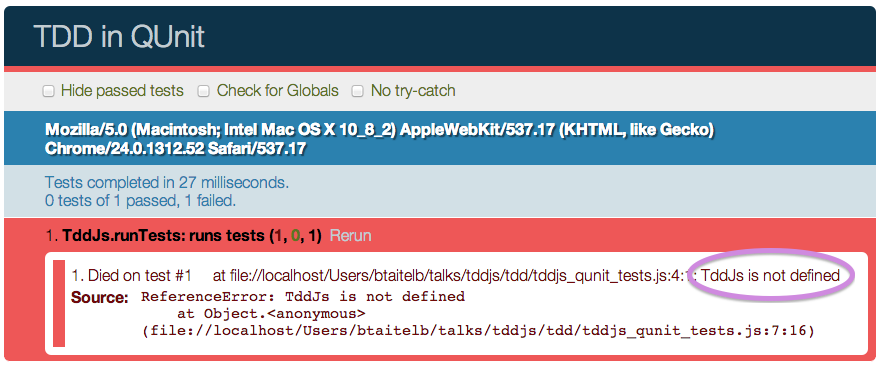 TDD in QUnit
Hide passed tests Check for Globals No try-catch
Mozilla/5.0 (Macintosh; Intel Mac OS X 10_8_2) AppleWebKit/537.17 (KHTML, like Gecko)
Chrome/24.0.1312.52 Safari/537.17
Tests completed in 27 milliseconds.
0 tests of 1 passed, 1 failed.
1. TddJs.runTests: runs tests (1, 0, 1) Rerun
1. Died on test #1 at file://localhost/Users/btaitelb/talks/tddjs/tdd/tddjs_qunit_tests.js:4:1: TddJs is not defined
Source: ReferenceError: TddJs is not defined
at Object.<anonymous>
(file://localhost/Users/btaitelb/talks/tddjs/tdd/tddjs_qunit_tests.js:7:16)